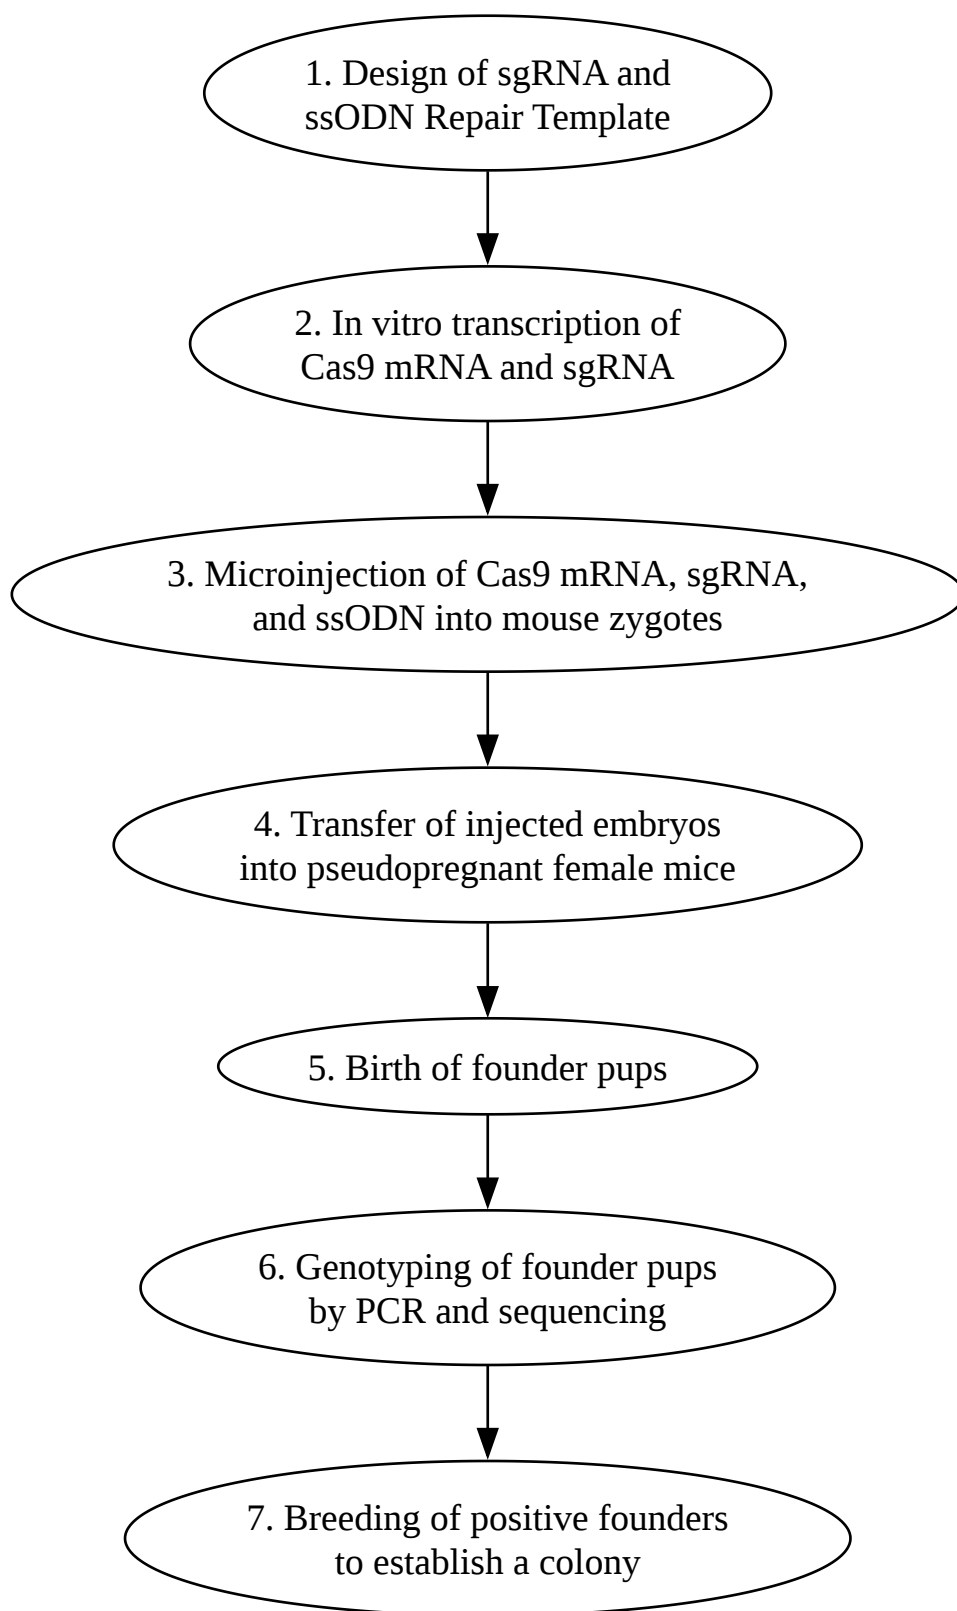 1. Design of sgRNA and
ssODN Repair Template
2. In vitro transcription of
Cas9 mRNA and sgRNA
3. Microinjection of Cas9 mRNA, sgRNA,
and ssODN into mouse zygotes
4. Transfer of injected embryos
into pseudopregnant female mice
5. Birth of founder pups
6. Genotyping of founder pups
by PCR and sequencing
7. Breeding of positive founders
to establish a colony